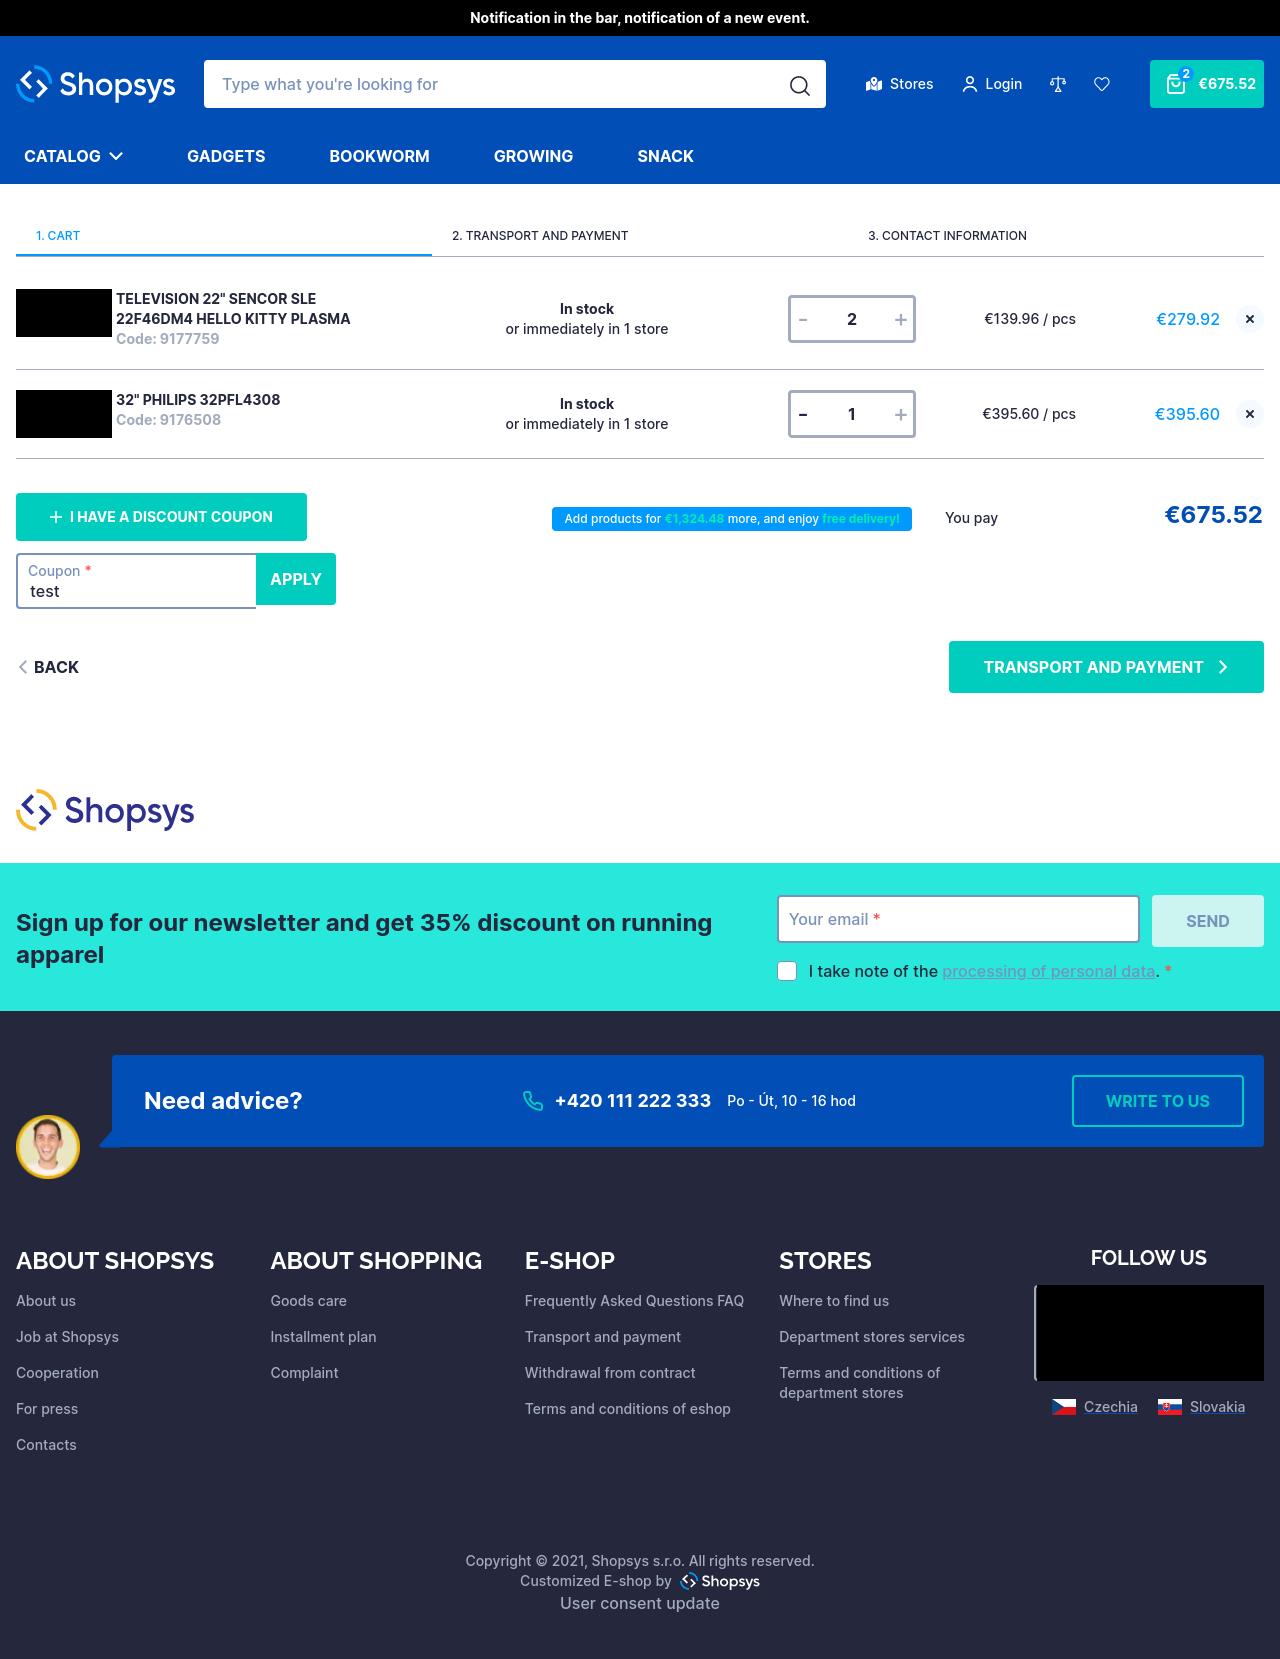 Notification in the bar, notification of a new event.
Shopsys
Type what you're looking for
Stores
Login
2
€675.52
CATALOG
GADGETS
BOOKWORM
GROWING
SNACK
1. CART
2. TRANSPORT AND PAYMENT
3. CONTACT INFORMATION
TELEVISION 22" SENCOR SLE
22F46DM4 HELLO KITTY PLASMA
Code: 9177759
In stock
or immediately in 1 store
- 2 +
€139.96 / pcs
€279.92
32" PHILIPS 32PFL4308
Code: 9176508
In stock
or immediately in 1 store
- 1 +
€395.60 / pcs
€395.60
I HAVE A DISCOUNT COUPON
Add products for €1,324.48 more, and enjoy free delivery!
You pay
€675.52
Coupon *
test
APPLY
BACK
TRANSPORT AND PAYMENT
Shopsys
Sign up for our newsletter and get 35% discount on running
apparel
Your email *
SEND
I take note of the processing of personal data. *
Need advice?
+420 111 222 333
Po - Út, 10 - 16 hod
WRITE TO US
ABOUT SHOPSYS
About us
Job at Shopsys
Cooperation
For press
Contacts
ABOUT SHOPPING
Goods care
Installment plan
Complaint
E-SHOP
Frequently Asked Questions FAQ
Transport and payment
Withdrawal from contract
Terms and conditions of eshop
STORES
Where to find us
Department stores services
Terms and conditions of
department stores
FOLLOW US
Czechia
Slovakia
Copyright © 2021, Shopsys s.r.o. All rights reserved.
Customized E-shop by Shopsys
User consent update